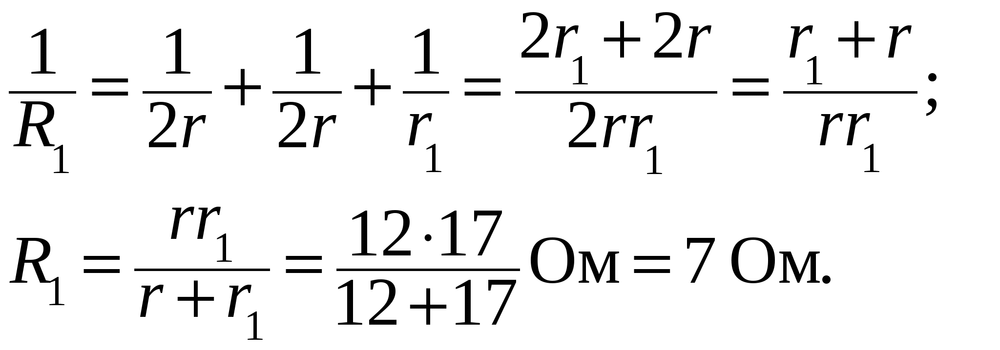 1/R₁ = 1/2r + 1/2r + 1/r₁ = (2r₁ + 2r)/2rr₁ = (r₁ + r)/rr₁;
R₁ = rr₁/(r + r₁) = (12 · 17)/(12 + 17) Ом = 7 Ом.